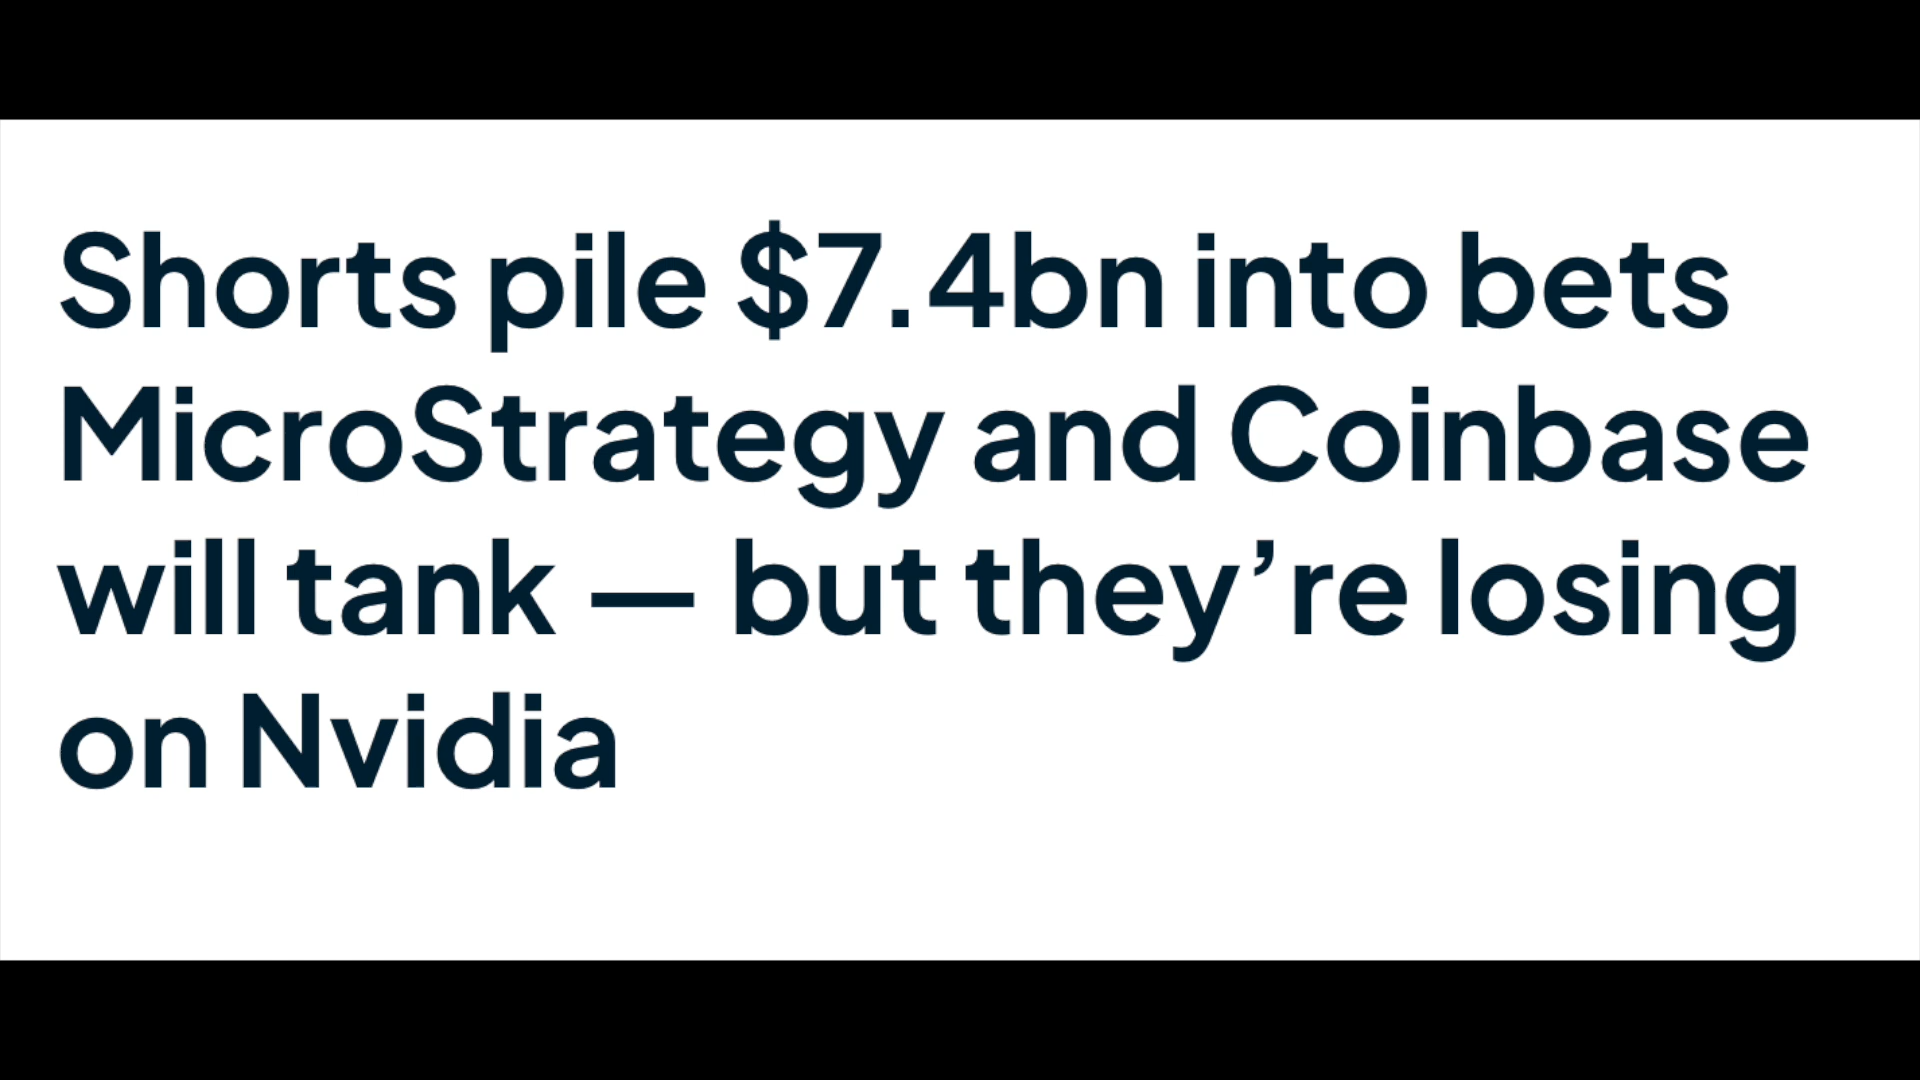 Shorts pile $7.4bn into bets
MicroStrategy and Coinbase
will tank — but they’re losing
on Nvidia